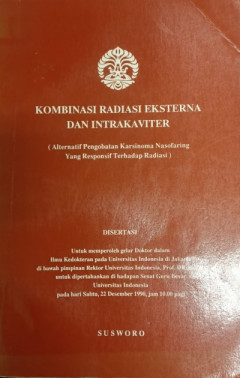 KOMBINASI RADIASI EKSTERNA
DAN INTRAKAVITER
( Alternatif Pengobatan Karsinoma Nasofaring
Yang Responsif Terhadap Radiasi )
DISERTASI
Untuk memperoleh gelar Doktor dalam
Ilmu Kedokteran pada Universitas Indonesia di Jakarta
di bawah pimpinan Rektor Universitas Indonesia, Prof.
untuk dipertahankan di hadapan Senat Guru Besar
Universitas Indonesia
pada hari Sabtu, 22 Desember 1990, jam 10.00 pagi
SUSWORO